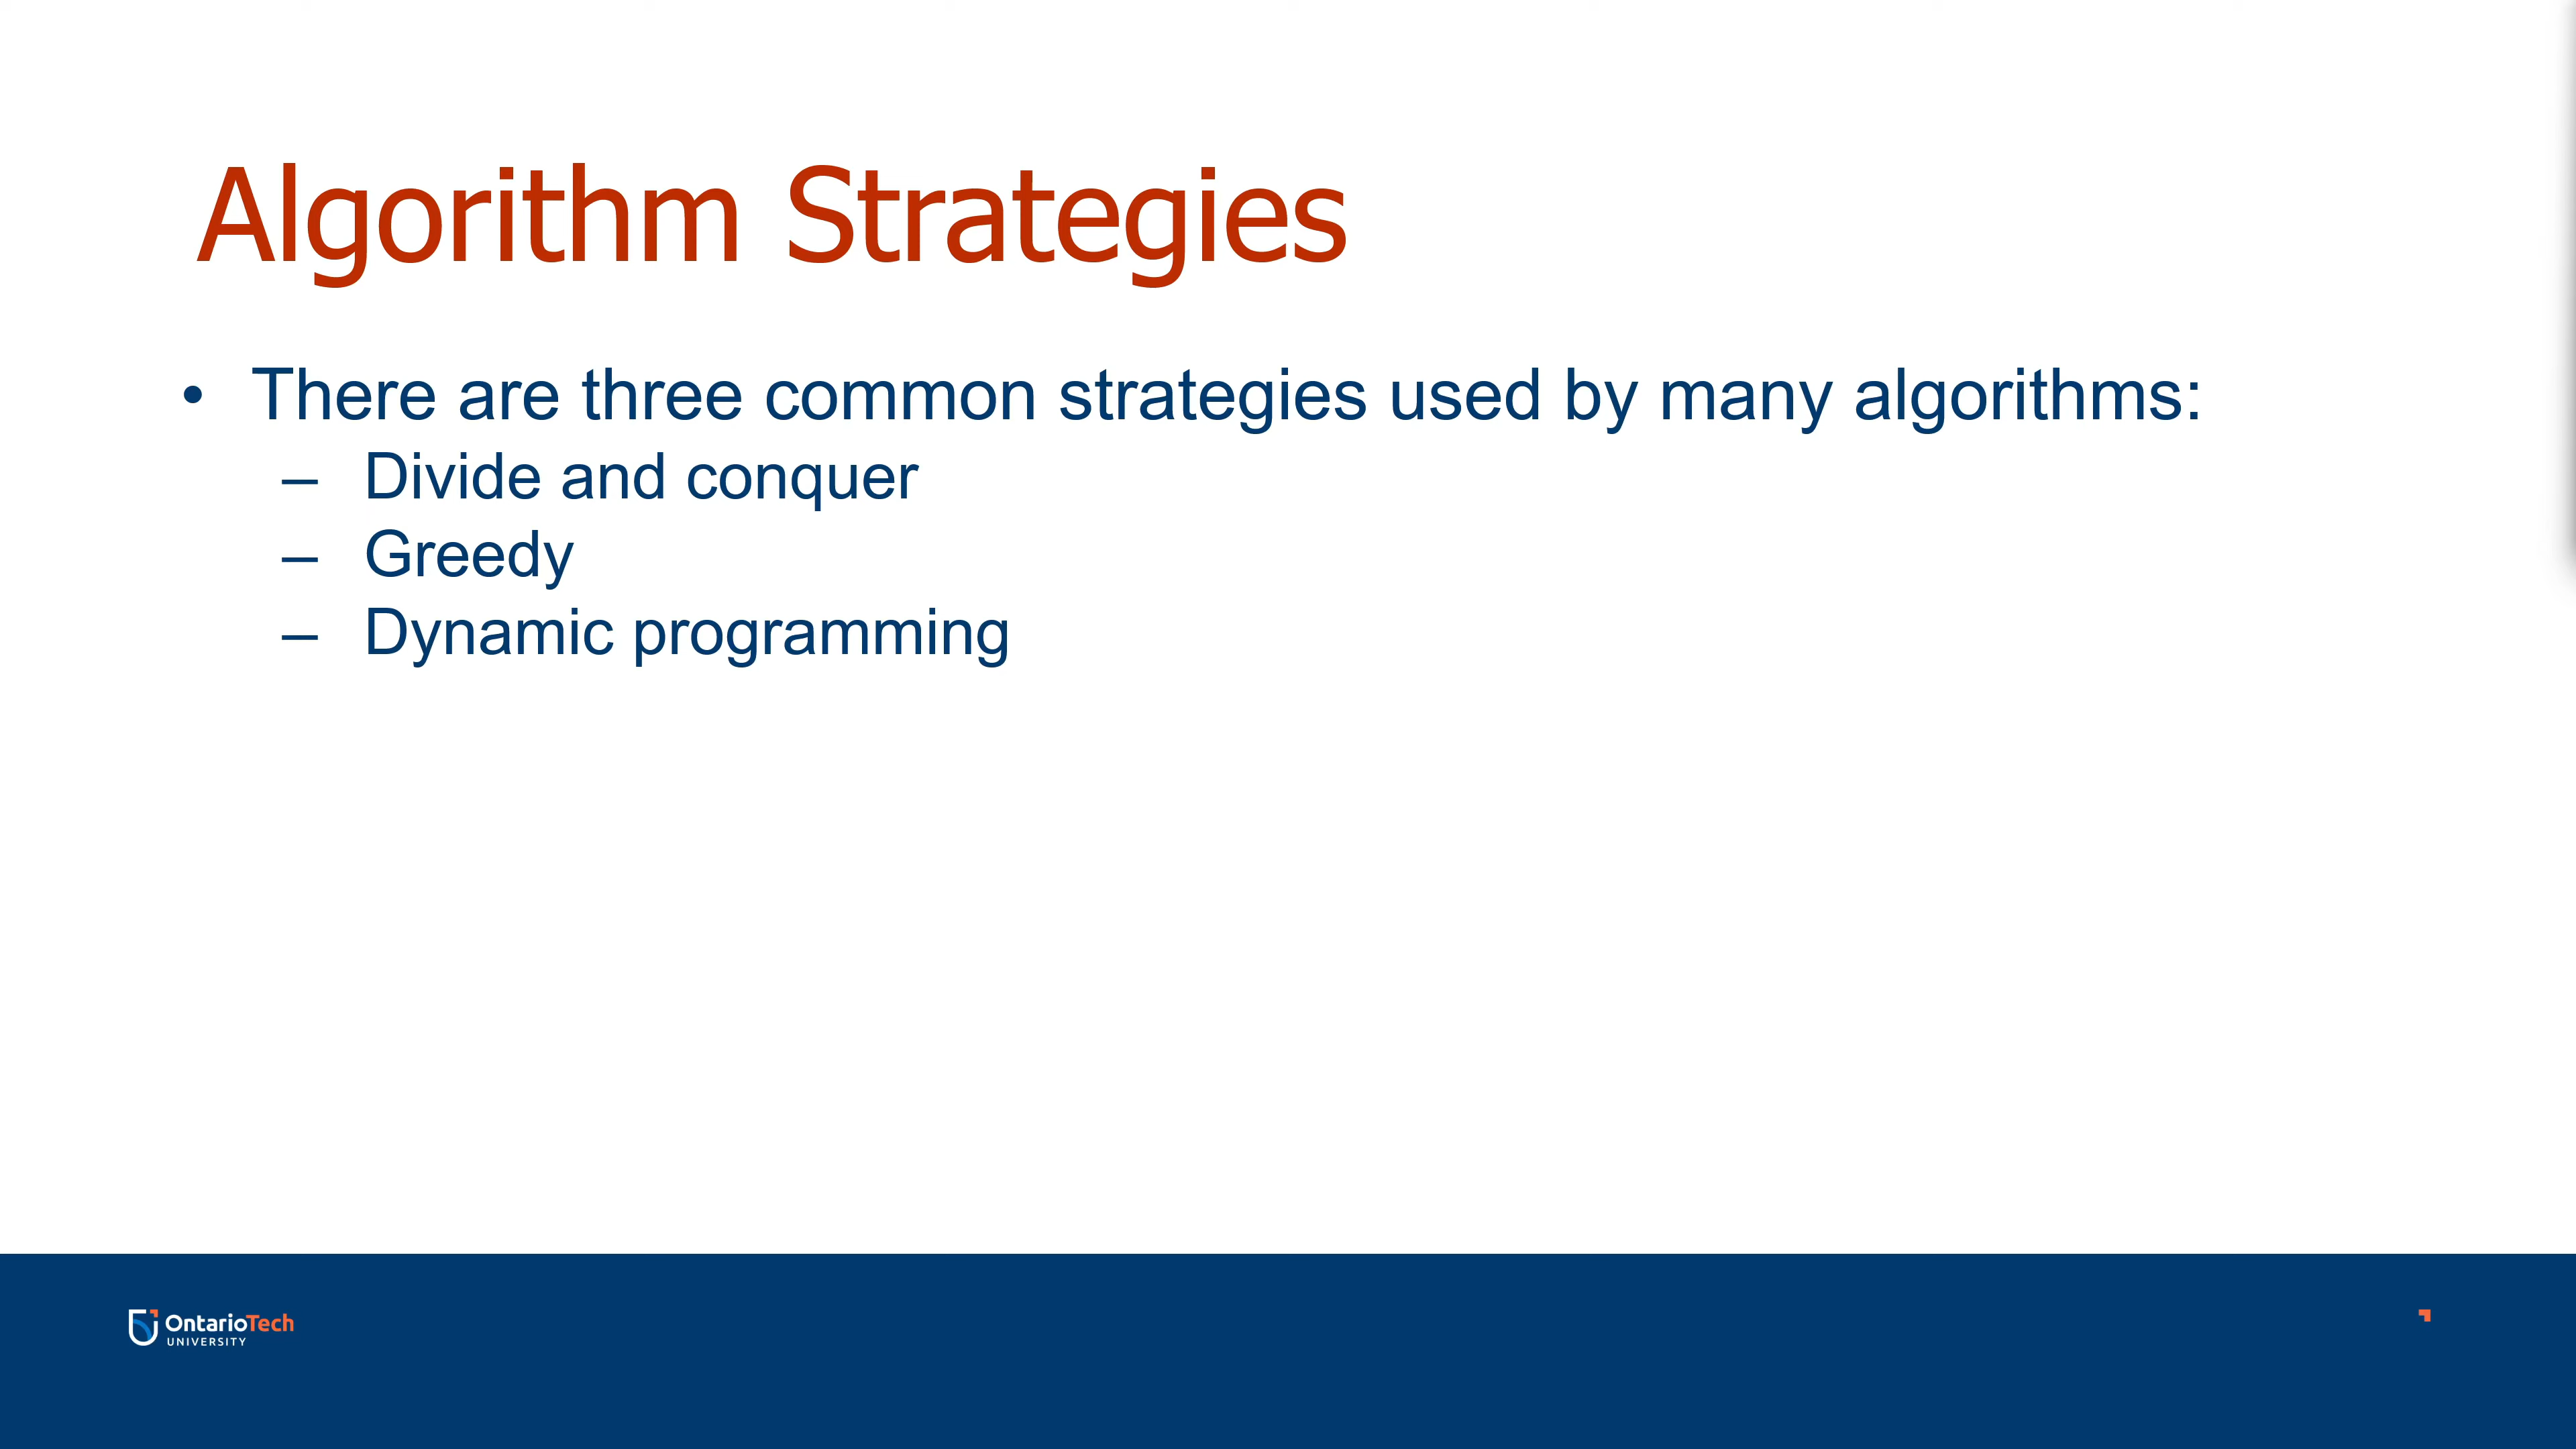 Algorithm Strategies
• There are three common strategies used by many algorithms:
– Divide and conquer
– Greedy
– Dynamic programming
OntarioTech
UNIVERSITY